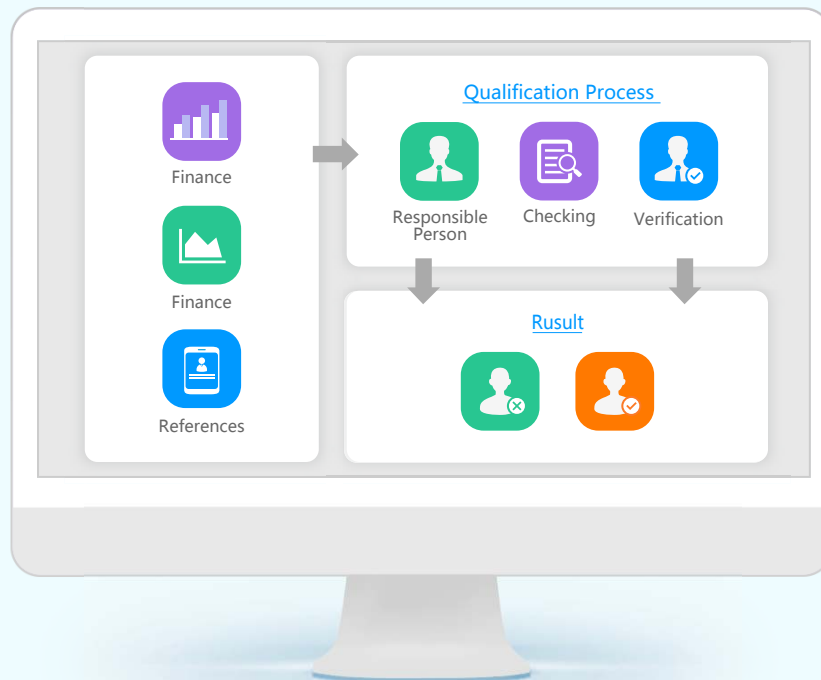 Finance
Finance
References
Qualification Process
Responsible
Person
Checking
Verification
Rusult